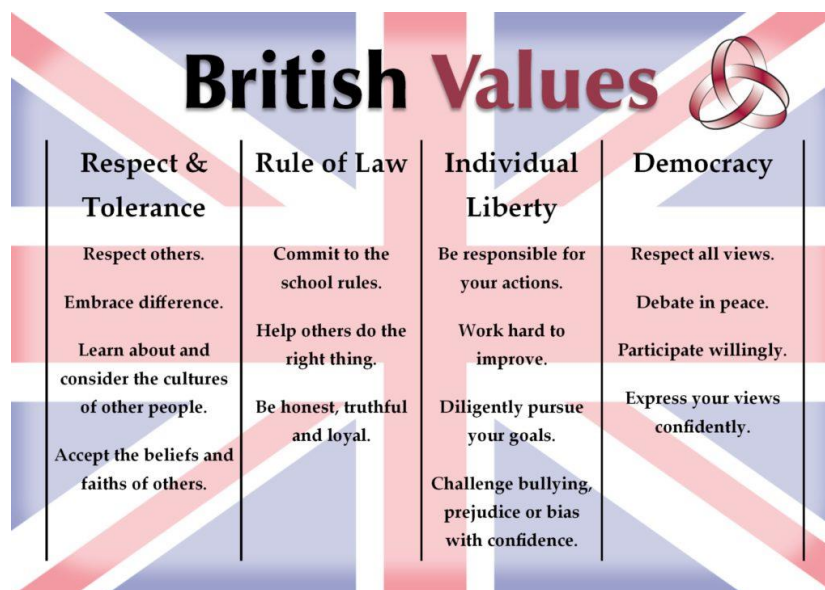 British Values
Respect &
Tolerance
Respect others.
Embrace difference.
Learn about and
consider the cultures
of other people.
Accept the beliefs and
faiths of others.
Rule of Law
Commit to the
school rules.
Help others do the
right thing.
Be honest, truthful
and loyal.
Individual
Liberty
Be responsible for
your actions.
Work hard to
improve.
Diligently pursue
your goals.
Challenge bullying,
prejudice or bias
with confidence.
Democracy
Respect all views.
Debate in peace.
Participate willingly.
Express your views
confidently.